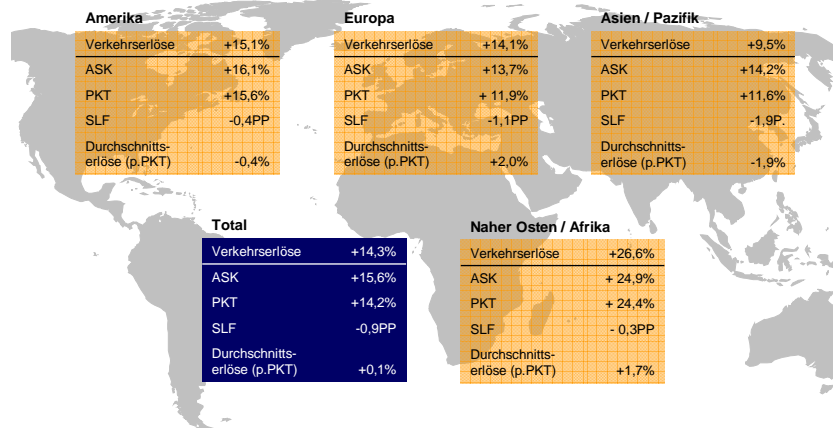 Amerika
Verkehrserlöse +15,1%
ASK +16,1%
PKT +15,6%
SLF -0,4PP
Durchschnitts-
erlöse (p.PKT) -0,4%
Europa
Verkehrserlöse +14,1%
ASK +13,7%
PKT + 11,9%
SLF -1,1PP
Durchschnitts-
erlöse (p.PKT) +2,0%
Asien / Pazifik
Verkehrserlöse +9,5%
ASK +14,2%
PKT +11,6%
SLF -1,9P.
Durchschnitts-
erlöse (p.PKT) -1,9%
Total
Verkehrserlöse +14,3%
ASK +15,6%
PKT +14,2%
SLF -0,9PP
Durchschnitts-
erlöse (p.PKT) +0,1%
Naher Osten / Afrika
Verkehrserlöse +26,6%
ASK + 24,9%
PKT + 24,4%
SLF - 0,3PP
Durchschnitts-
erlöse (p.PKT) +1,7%